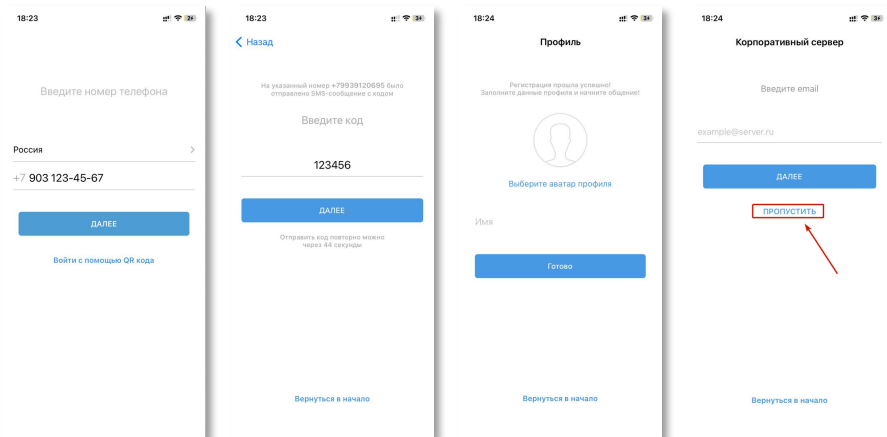 18:23
Введите номер телефона
Россия
+7 903 123-45-67
ДАЛЕЕ
Войти с помощью QR кода
18:23
Назад
На указанный номер +79939120695 было
отправлено SMS-сообщение с кодом
Введите код
123456
ДАЛЕЕ
Отправить код повторно можно
через 44 секунды
Вернуться в начало
18:24
Профиль
Регистрация прошла успешно!
Заполните данные профиля и начните общение!
Выберите аватар профиля
Имя
Готово
Вернуться в начало
18:24
Корпоративный сервер
Введите email
example@server.ru
ДАЛЕЕ
ПРОПУСТИТЬ
Вернуться в начало